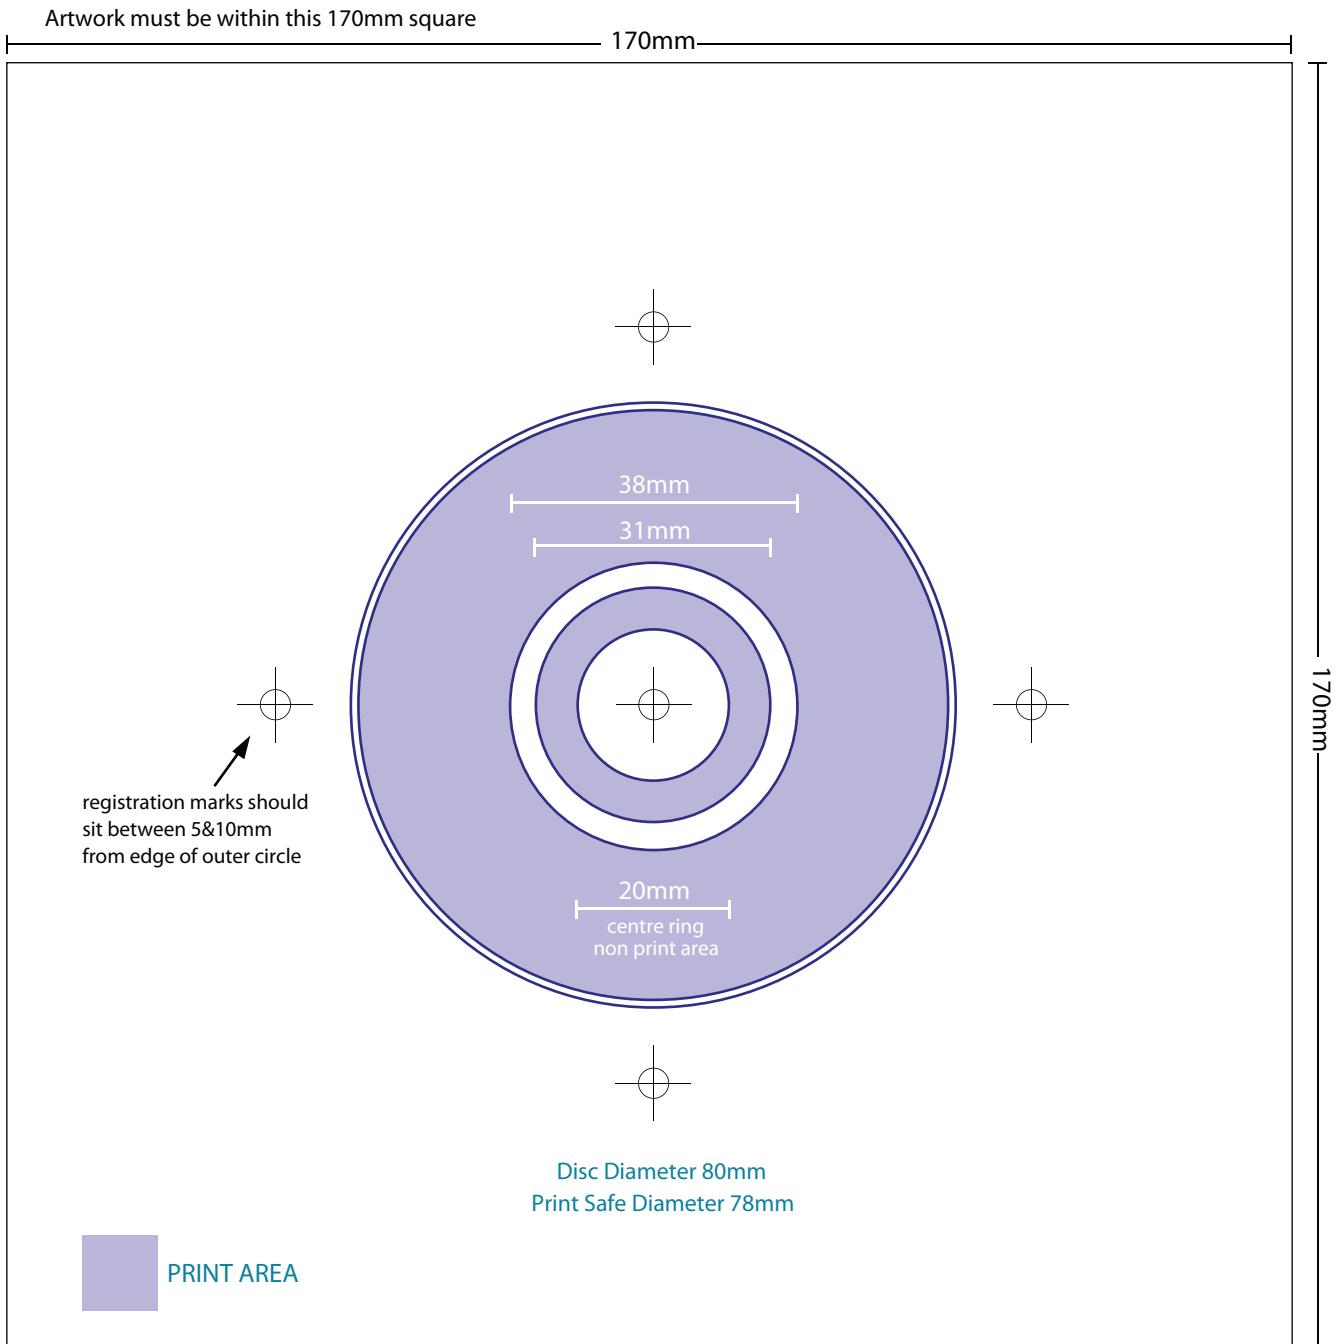 Artwork must be within this 170mm square
170mm
170mm
38mm
31mm
registration marks should
sit between 5&10mm
from edge of outer circle
20mm
centre ring
non print area
Disc Diameter 80mm
Print Safe Diameter 78mm
PRINT AREA